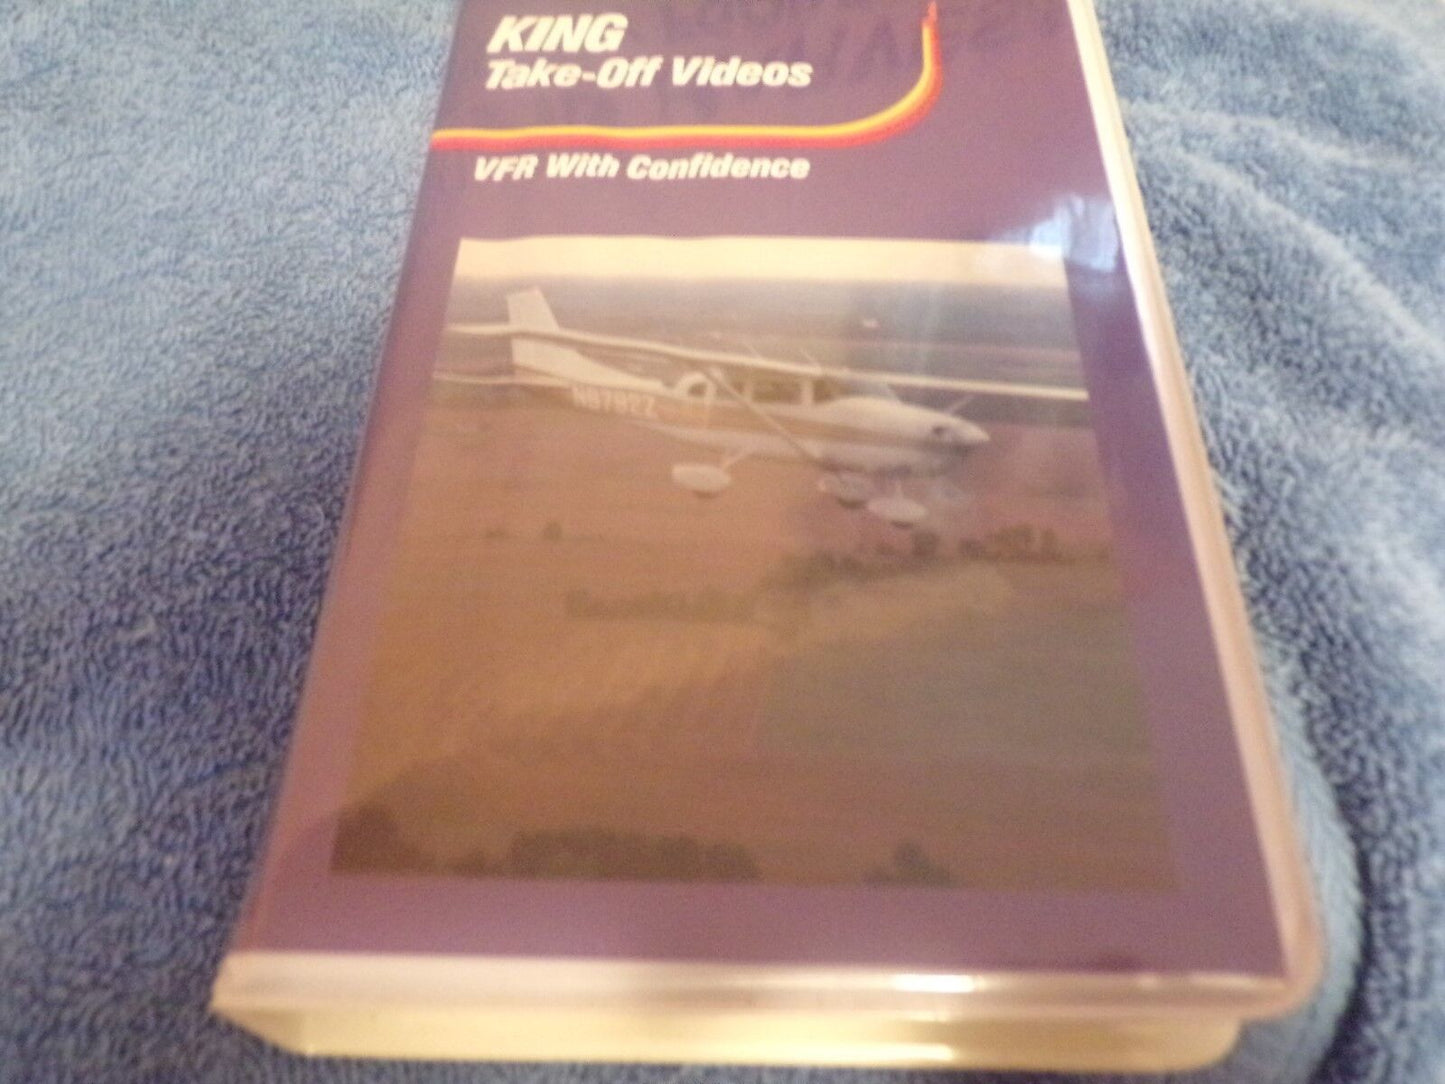 KING
Take-Off Videos
VFR With Confidence